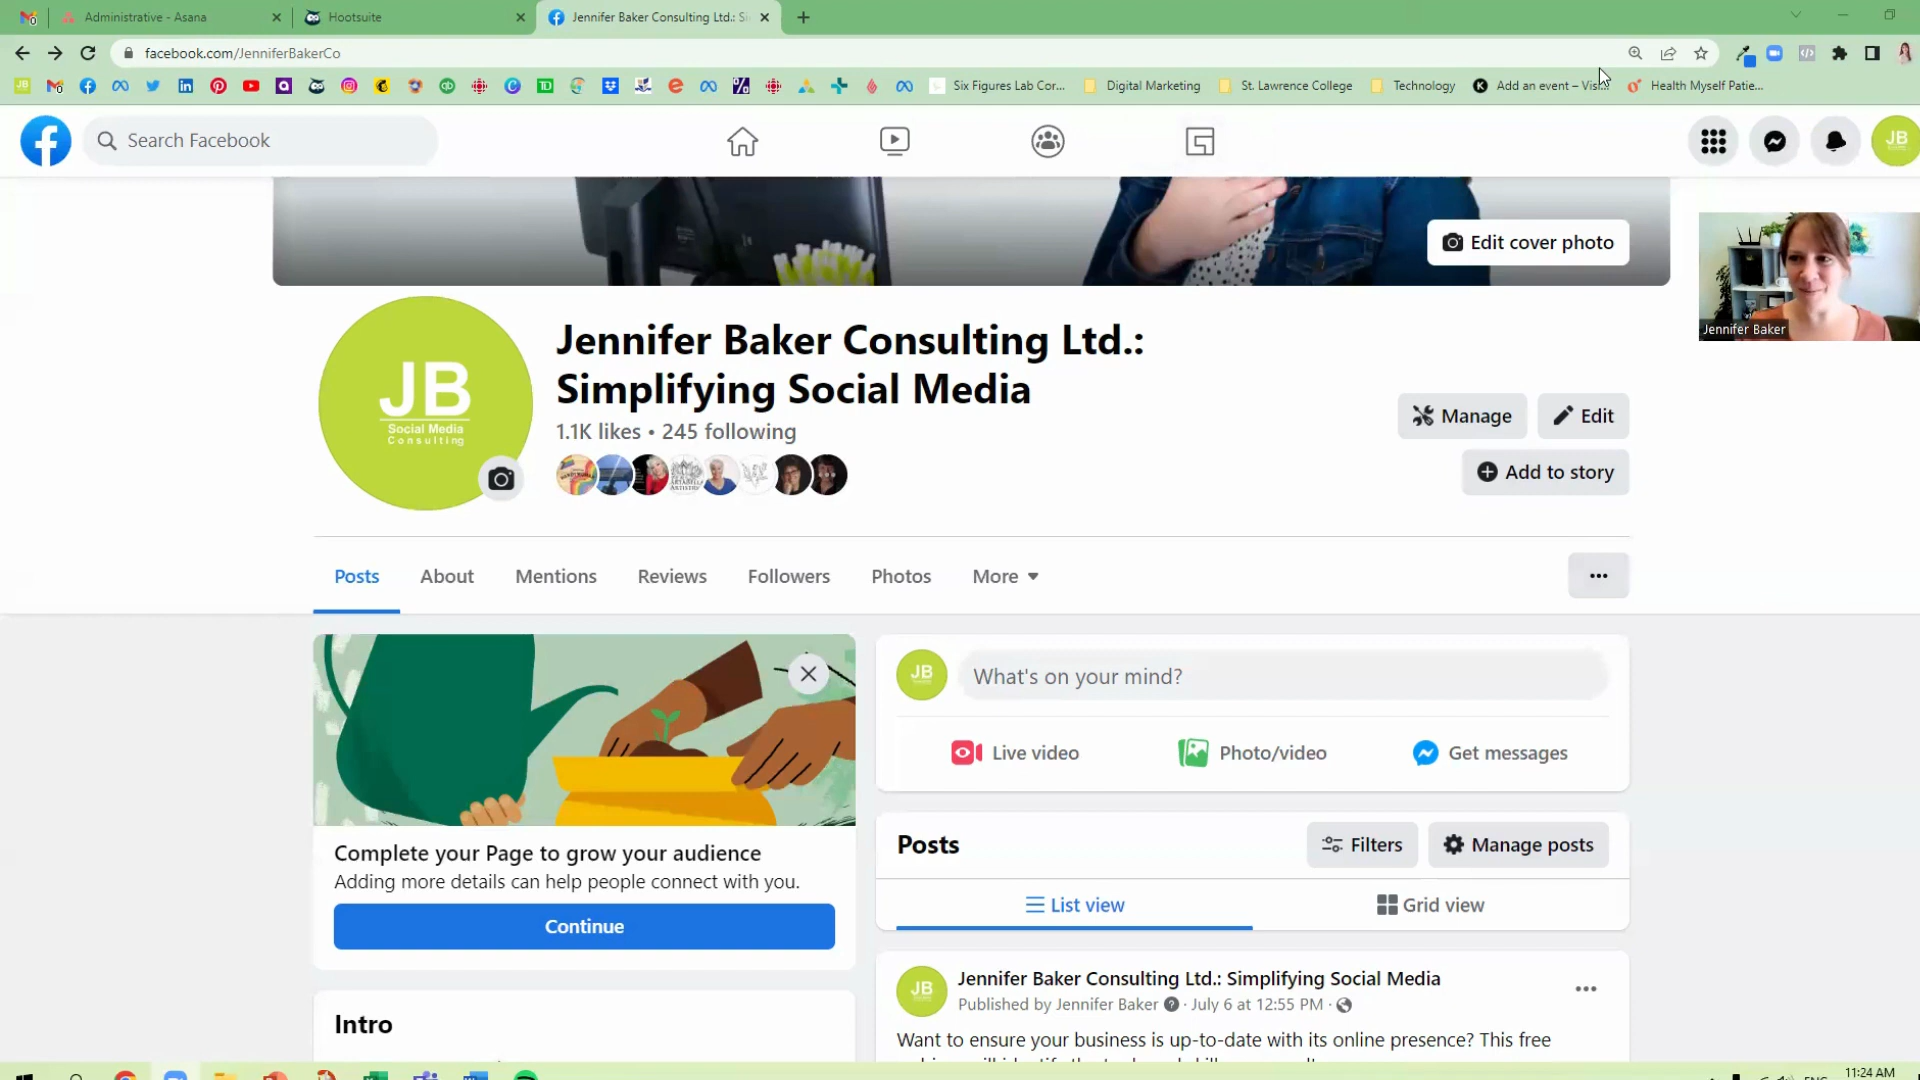 Administrative - Asana
Hootsuite
Jennifer Baker Consulting Ltd.: Si
facebook.com/JenniferBakerCo
Six Figures Lab Cor...
Digital Marketing
St. Lawrence College
Technology
Add an event – Visi...
Health Myself Patie...
Search Facebook
JB
Edit cover photo
Jennifer Baker
JB
Social Media
Consulting
Jennifer Baker Consulting Ltd.:
Simplifying Social Media
1.1K likes • 245 following
Manage
Edit
Add to story
Posts
About
Mentions
Reviews
Followers
Photos
More
JB
What's on your mind?
Live video
Photo/video
Get messages
Complete your Page to grow your audience
Adding more details can help people connect with you.
Continue
Posts
Filters
Manage posts
List view
Grid view
Intro
JB
Jennifer Baker Consulting Ltd.: Simplifying Social Media
Published by Jennifer Baker · July 6 at 12:55 PM ·
Want to ensure your business is up-to-date with its online presence? This free
11:24 AM